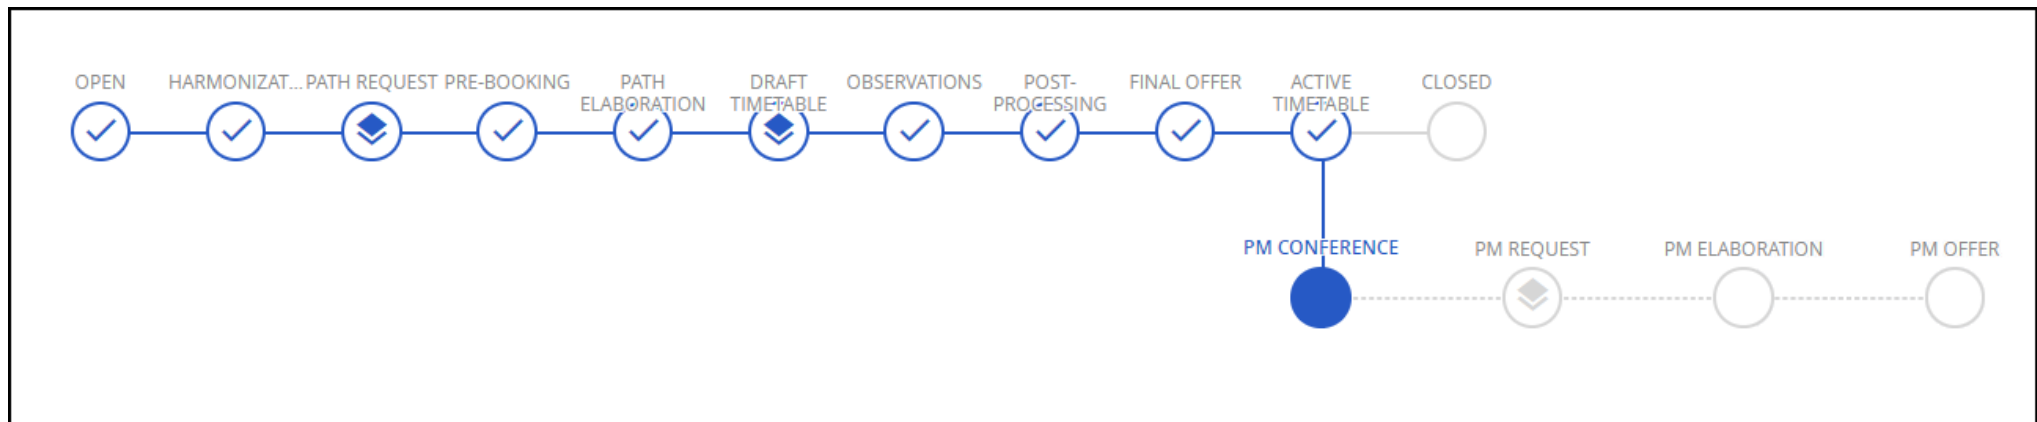 OPEN
HARMONIZAT...
PATH REQUEST
PRE-BOOKING
PATH
ELABORATION
DRAFT
TIMETABLE
OBSERVATIONS
POST-
PROCESSING
FINAL OFFER
ACTIVE
TIMETABLE
CLOSED
PM CONFERENCE
PM REQUEST
PM ELABORATION
PM OFFER